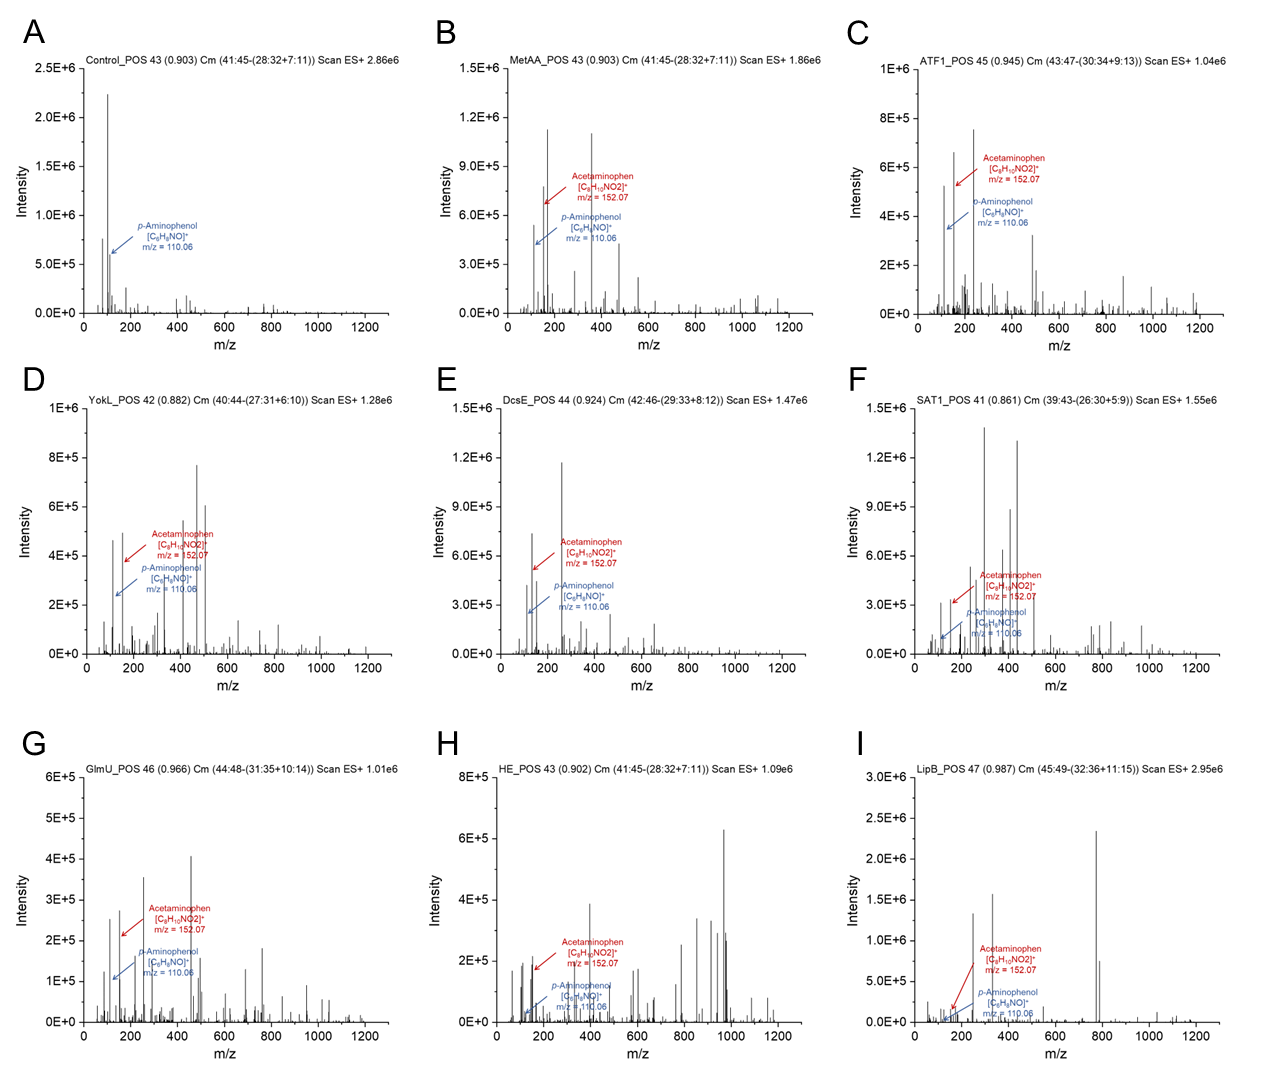 A
Control_POS 43 (0.903) Cm (41:45-(28:32+7:11)) Scan ES+ 2.86e6
2.5E+6
2.0E+6
1.5E+6
1.0E+6
5.0E+5
0.0E+0
Intensity
p-Aminophenol
[C₆H₈NO]⁺
m/z = 110.06
0 200 400 600 800 1000 1200
m/z
B
MetAA_POS 43 (0.903) Cm (41:45-(28:32+7:11)) Scan ES+ 1.86e6
1.5E+6
1.2E+6
9.0E+5
6.0E+5
3.0E+5
0.0E+0
Intensity
Acetaminophen
[C₈H₁₀NO2]⁺
m/z = 152.07
p-Aminophenol
[C₆H₈NO]⁺
m/z = 110.06
0 200 400 600 800 1000 1200
m/z
C
ATF1_POS 45 (0.945) Cm (43:47-(30:34+9:13)) Scan ES+ 1.04e6
1E+6
8E+5
6E+5
4E+5
2E+5
0E+0
Intensity
Acetaminophen
[C₈H₁₀NO2]⁺
m/z = 152.07
p-Aminophenol
[C₆H₈NO]⁺
m/z = 110.06
0 200 400 600 800 1000 1200
m/z
D
YokL_POS 42 (0.882) Cm (40:44-(27:31+6:10)) Scan ES+ 1.28e6
1E+6
8E+5
6E+5
4E+5
2E+5
0E+0
Intensity
Acetaminophen
[C₈H₁₀NO2]⁺
m/z = 152.07
p-Aminophenol
[C₆H₈NO]⁺
m/z = 110.06
0 200 400 600 800 1000 1200
m/z
E
DcsE_POS 44 (0.924) Cm (42:46-(29:33+8:12)) Scan ES+ 1.47e6
1.5E+6
1.2E+6
9.0E+5
6.0E+5
3.0E+5
0.0E+0
Intensity
Acetaminophen
[C₈H₁₀NO2]⁺
m/z = 152.07
p-Aminophenol
[C₆H₈NO]⁺
m/z = 110.06
0 200 400 600 800 1000 1200
m/z
F
SAT1_POS 41 (0.861) Cm (39:43-(26:30+5:9)) Scan ES+ 1.55e6
1.5E+6
1.2E+6
9.0E+5
6.0E+5
3.0E+5
0.0E+0
Intensity
Acetaminophen
[C₈H₁₀NO2]⁺
m/z = 152.07
p-Aminophenol
[C₆H₈NO]⁺
m/z = 110.06
0 200 400 600 800 1000 1200
m/z
G
GlmU_POS 46 (0.966) Cm (44:48-(31:35+10:14)) Scan ES+ 1.01e6
6E+5
5E+5
4E+5
3E+5
2E+5
1E+5
0E+0
Intensity
Acetaminophen
[C₈H₁₀NO2]⁺
m/z = 152.07
p-Aminophenol
[C₆H₈NO]⁺
m/z = 110.06
0 200 400 600 800 1000 1200
m/z
H
HE_POS 43 (0.902) Cm (41:45-(28:32+7:11)) Scan ES+ 1.09e6
8E+5
6E+5
4E+5
2E+5
0E+0
Intensity
Acetaminophen
[C₈H₁₀NO2]⁺
m/z = 152.07
p-Aminophenol
[C₆H₈NO]⁺
m/z = 110.06
0 200 400 600 800 1000 1200
m/z
I
LipB_POS 47 (0.987) Cm (45:49-(32:36+11:15)) Scan ES+ 2.95e6
3.0E+6
2.5E+6
2.0E+6
1.5E+6
1.0E+6
5.0E+5
0.0E+0
Intensity
Acetaminophen
[C₈H₁₀NO2]⁺
m/z = 152.07
p-Aminophenol
[C₆H₈NO]⁺
m/z = 110.06
0 200 400 600 800 1000 1200
m/z